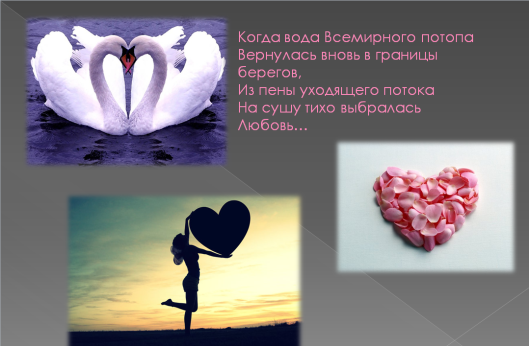 Когда вода Всемирного потопа
Вернулась вновь в границы
берегов,
Из пены уходящего потока
На сушу тихо выбралась
Любовь…